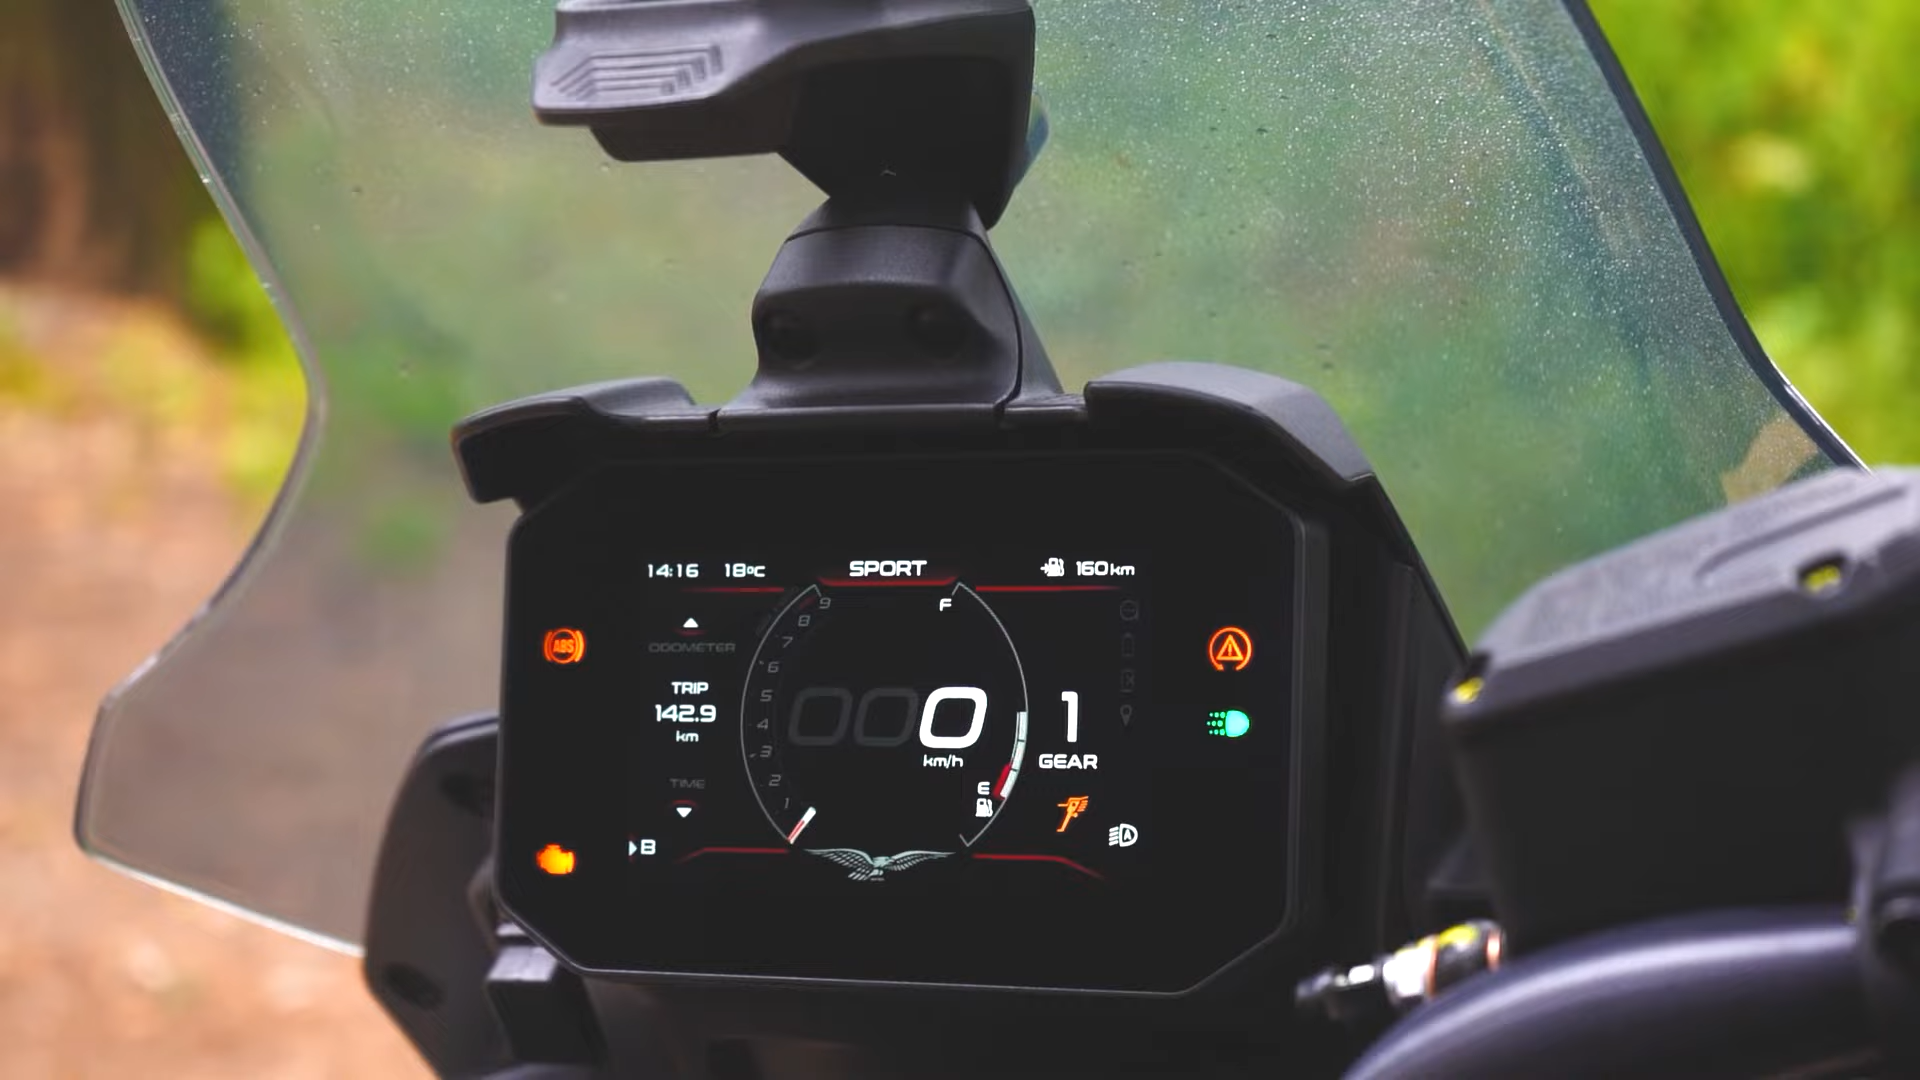 14:16 18°C SPORT 160km
9 F
8
ODOMETER
7
6
TRIP
5
142.9
000 1
4
km
3
km/h GEAR
TIME
2
E
1
B
ABS
A